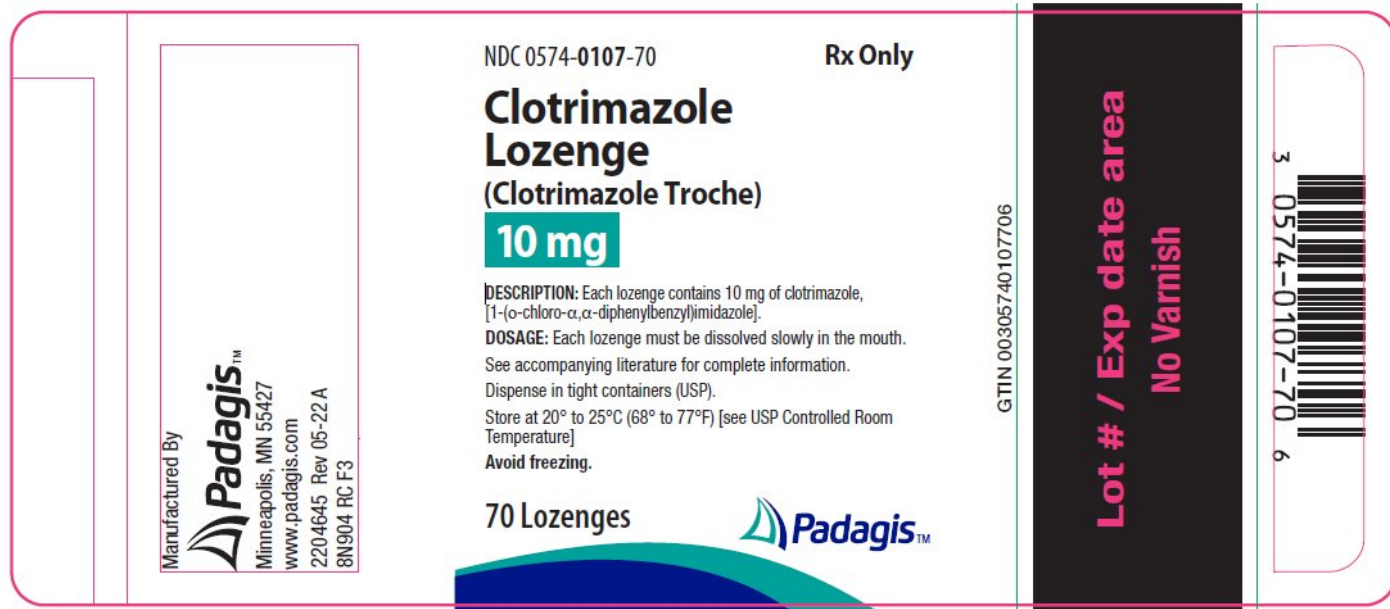 Manufactured By
Padagis™
Minneapolis, MN 55427
www.padagis.com
2204645 Rev 05-22 A
8N904 RC F3
NDC 0574-0107-70 Rx Only
Clotrimazole
Lozenge
(Clotrimazole Troche)
10 mg
DESCRIPTION: Each lozenge contains 10 mg of clotrimazole,
[1-(o-chloro-α,α-diphenylbenzyl)imidazole].
DOSAGE: Each lozenge must be dissolved slowly in the mouth.
See accompanying literature for complete information.
Dispense in tight containers (USP).
Store at 20° to 25°C (68° to 77°F) [see USP Controlled Room
Temperature]
Avoid freezing.
70 Lozenges
Padagis™
GTIN 00305740107706
Lot # / Exp date area
No Varnish
3 0574-0107-70 6